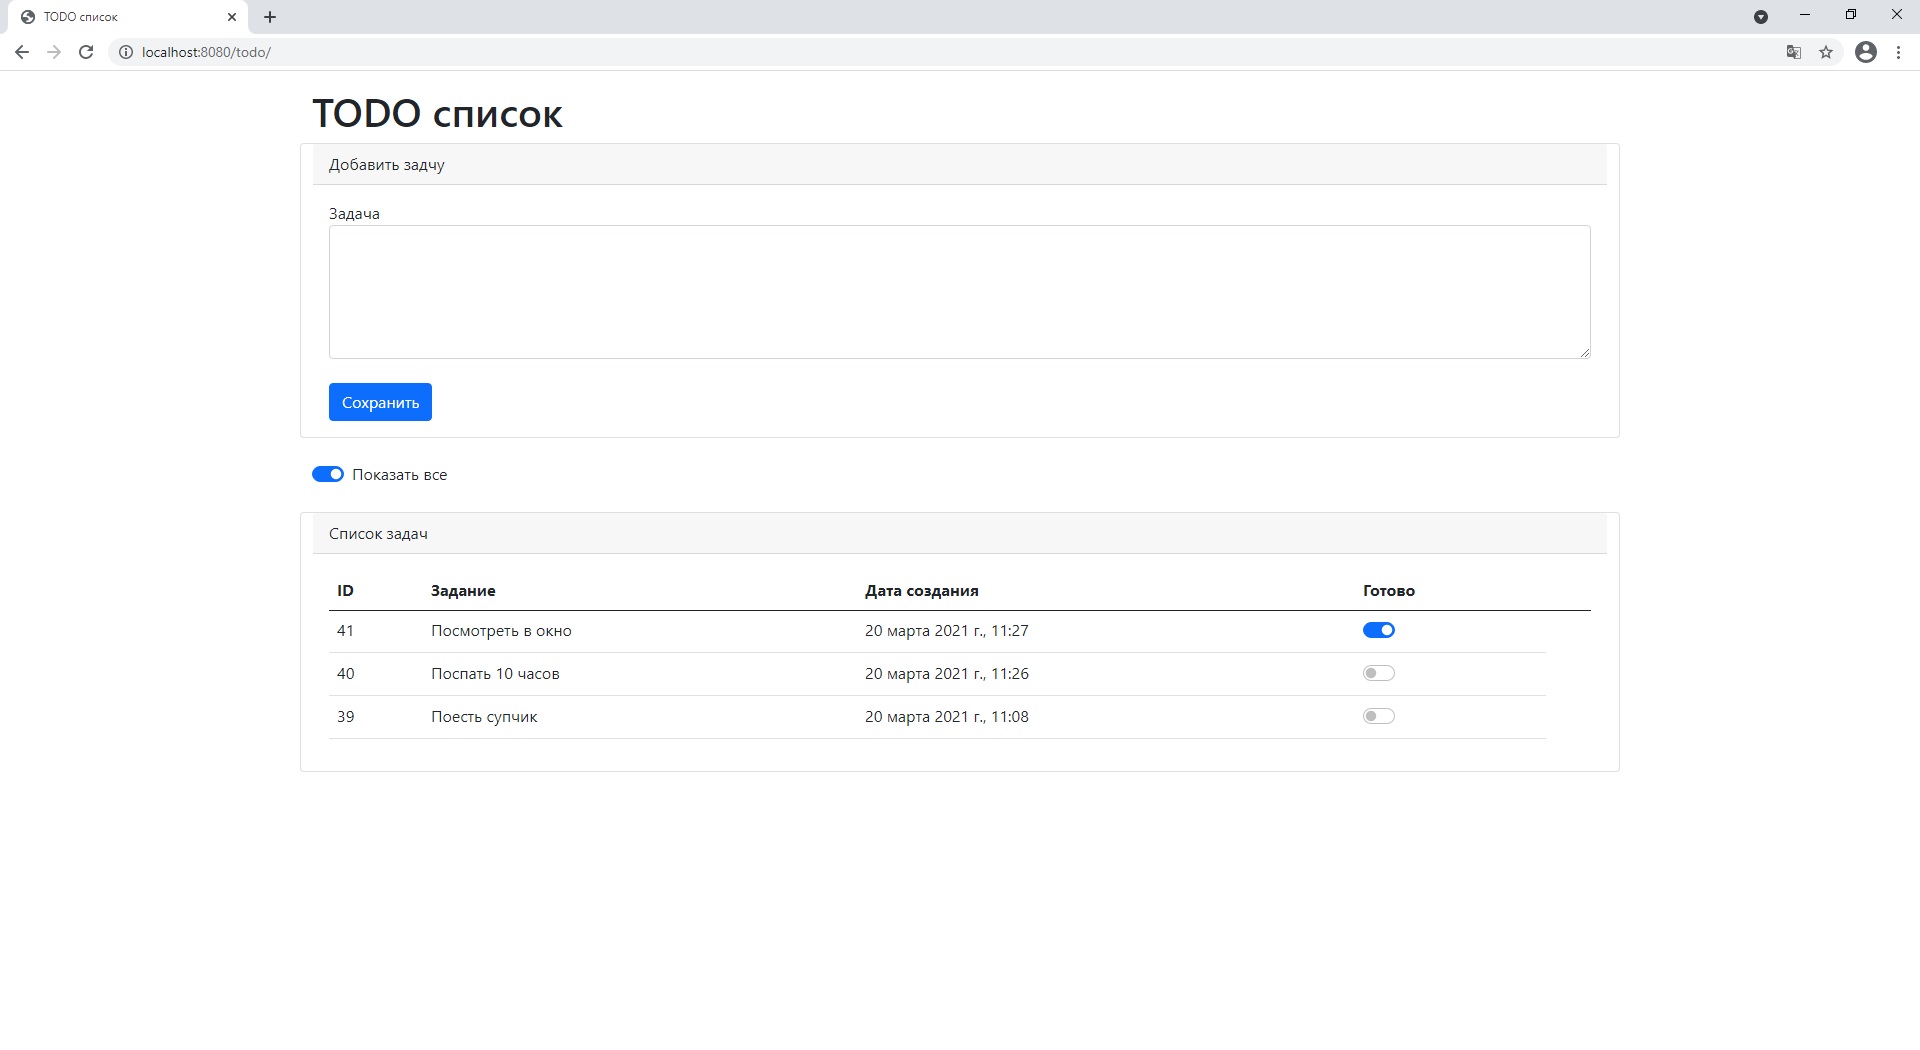 TODO список
localhost:8080/todo/
TODO список
Добавить задчу
Задача
Сохранить
Показать все
Список задач
ID Задание Дата создания Готово
41 Посмотреть в окно 20 марта 2021 г., 11:27
40 Поспать 10 часов 20 марта 2021 г., 11:26
39 Поесть супчик 20 марта 2021 г., 11:08